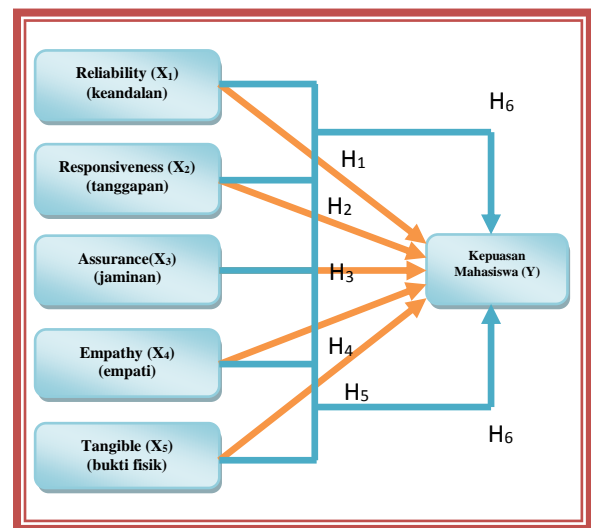 Reliability (X₁)
(keandalan)
H₆
H₁
Responsiveness (X₂)
(tanggapan)
H₂
Assurance(X₃)
(jaminan)
H₃
Kepuasan
Mahasiswa (Y)
Empathy (X₄)
(empati)
H₄
H₅
Tangible (X₅)
(bukti fisik)
H₆